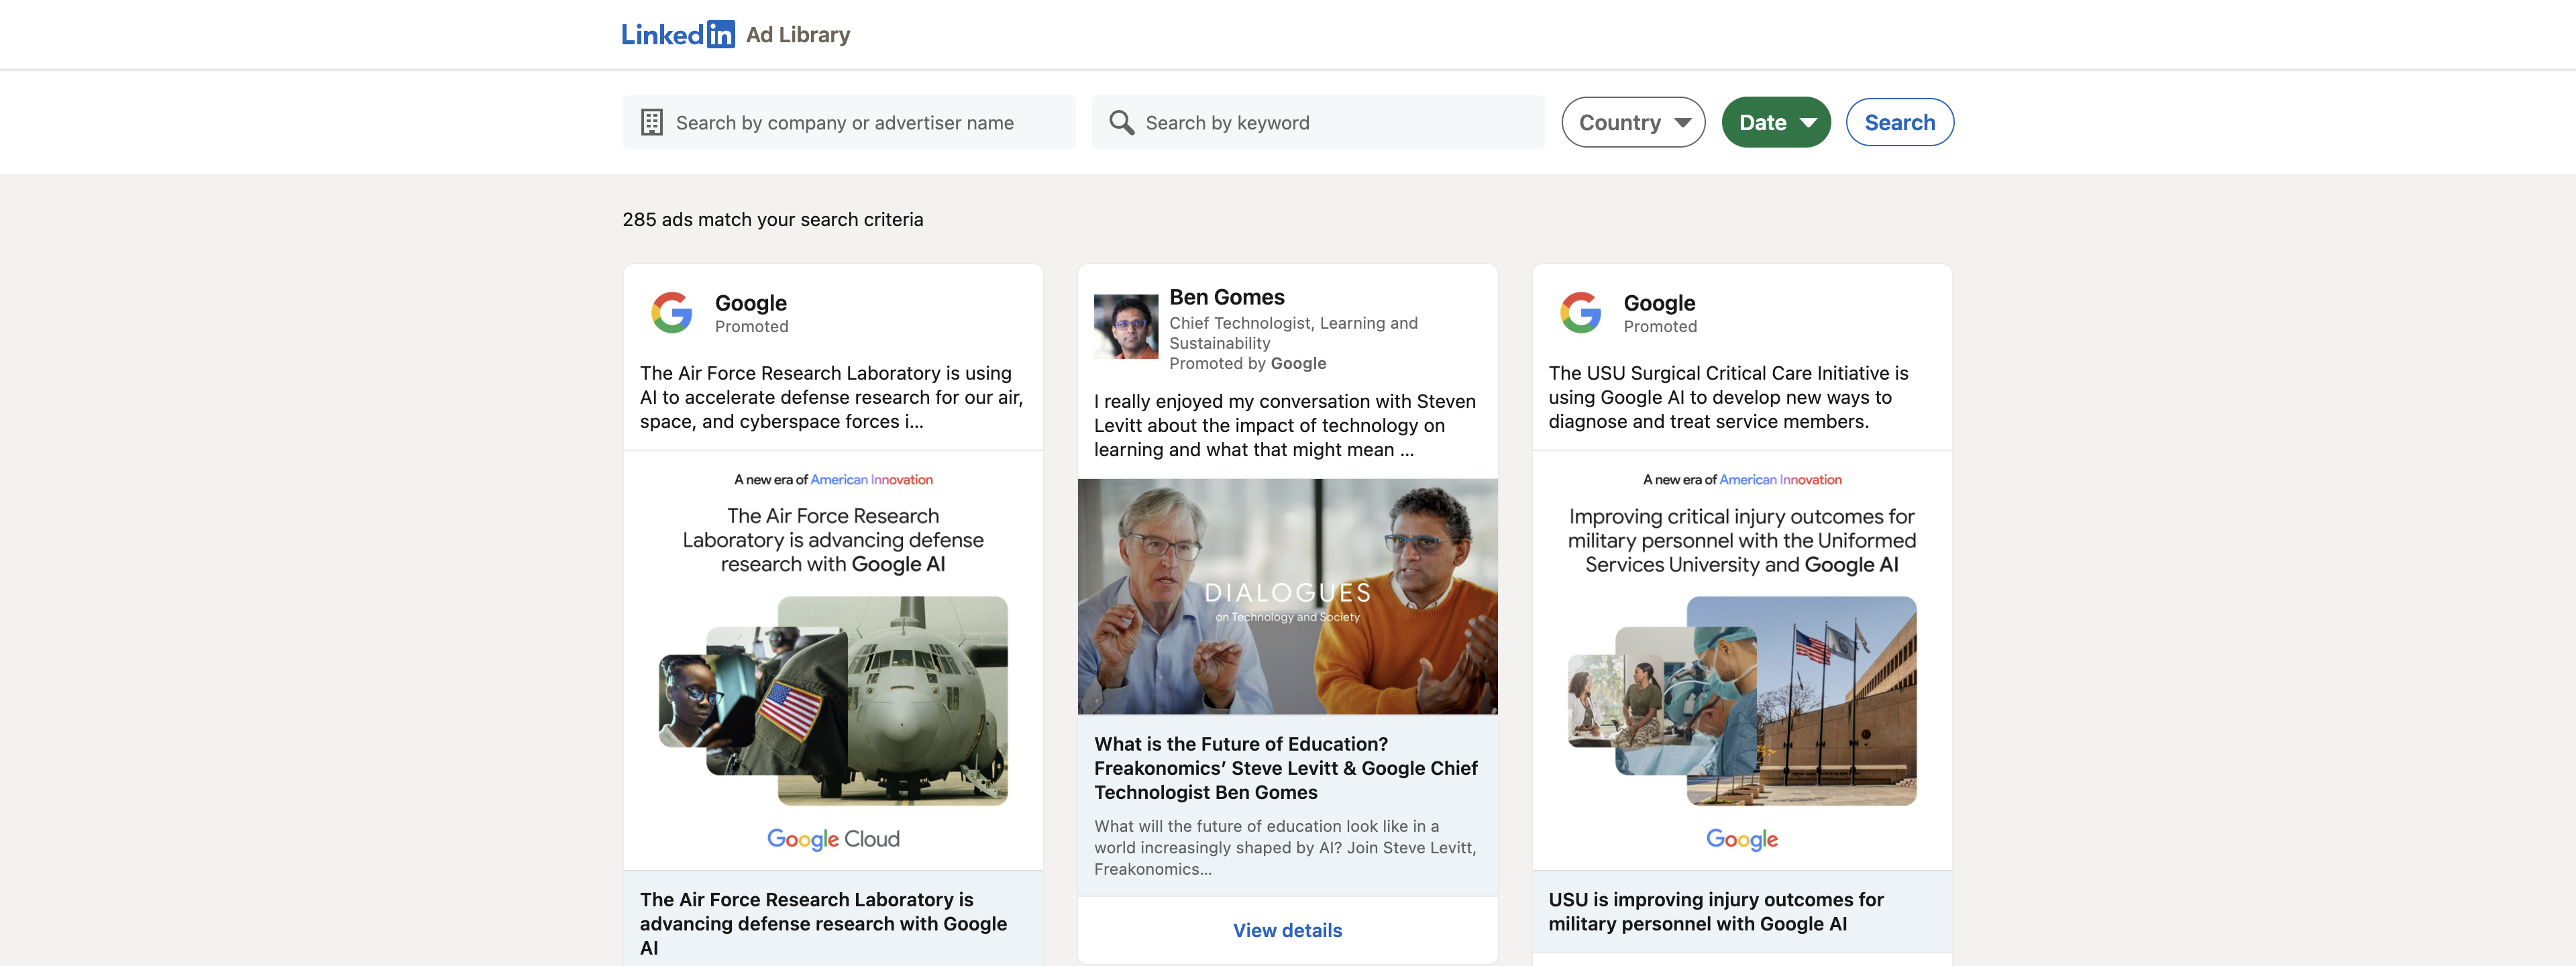 LinkedIn Ad Library
Search by company or advertiser name
Search by keyword
Country
Date
Search
285 ads match your search criteria
Google
Promoted
The Air Force Research Laboratory is using
AI to accelerate defense research for our air,
space, and cyberspace forces i...
A new era of American Innovation
The Air Force Research
Laboratory is advancing defense
research with Google AI
Google Cloud
The Air Force Research Laboratory is
advancing defense research with Google
AI
Ben Gomes
Chief Technologist, Learning and
Sustainability
Promoted by Google
I really enjoyed my conversation with Steven
Levitt about the impact of technology on
learning and what that might mean ...
DIALOGUES
on Technology and Society
What is the Future of Education?
Freakonomics’ Steve Levitt & Google Chief
Technologist Ben Gomes
What will the future of education look like in a
world increasingly shaped by AI? Join Steve Levitt,
Freakonomics...
View details
Google
Promoted
The USU Surgical Critical Care Initiative is
using Google AI to develop new ways to
diagnose and treat service members.
A new era of American Innovation
Improving critical injury outcomes for
military personnel with the Uniformed
Services University and Google AI
Google
USU is improving injury outcomes for
military personnel with Google AI